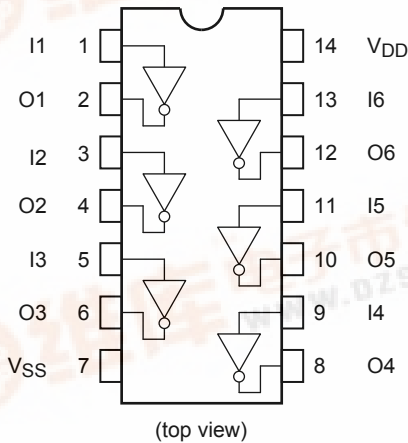 I1 1 14 VDD
O1 2 13 I6
I2 3 12 O6
O2 4 11 I5
I3 5 10 O5
O3 6 9 I4
VSS 7 8 O4
(top view)